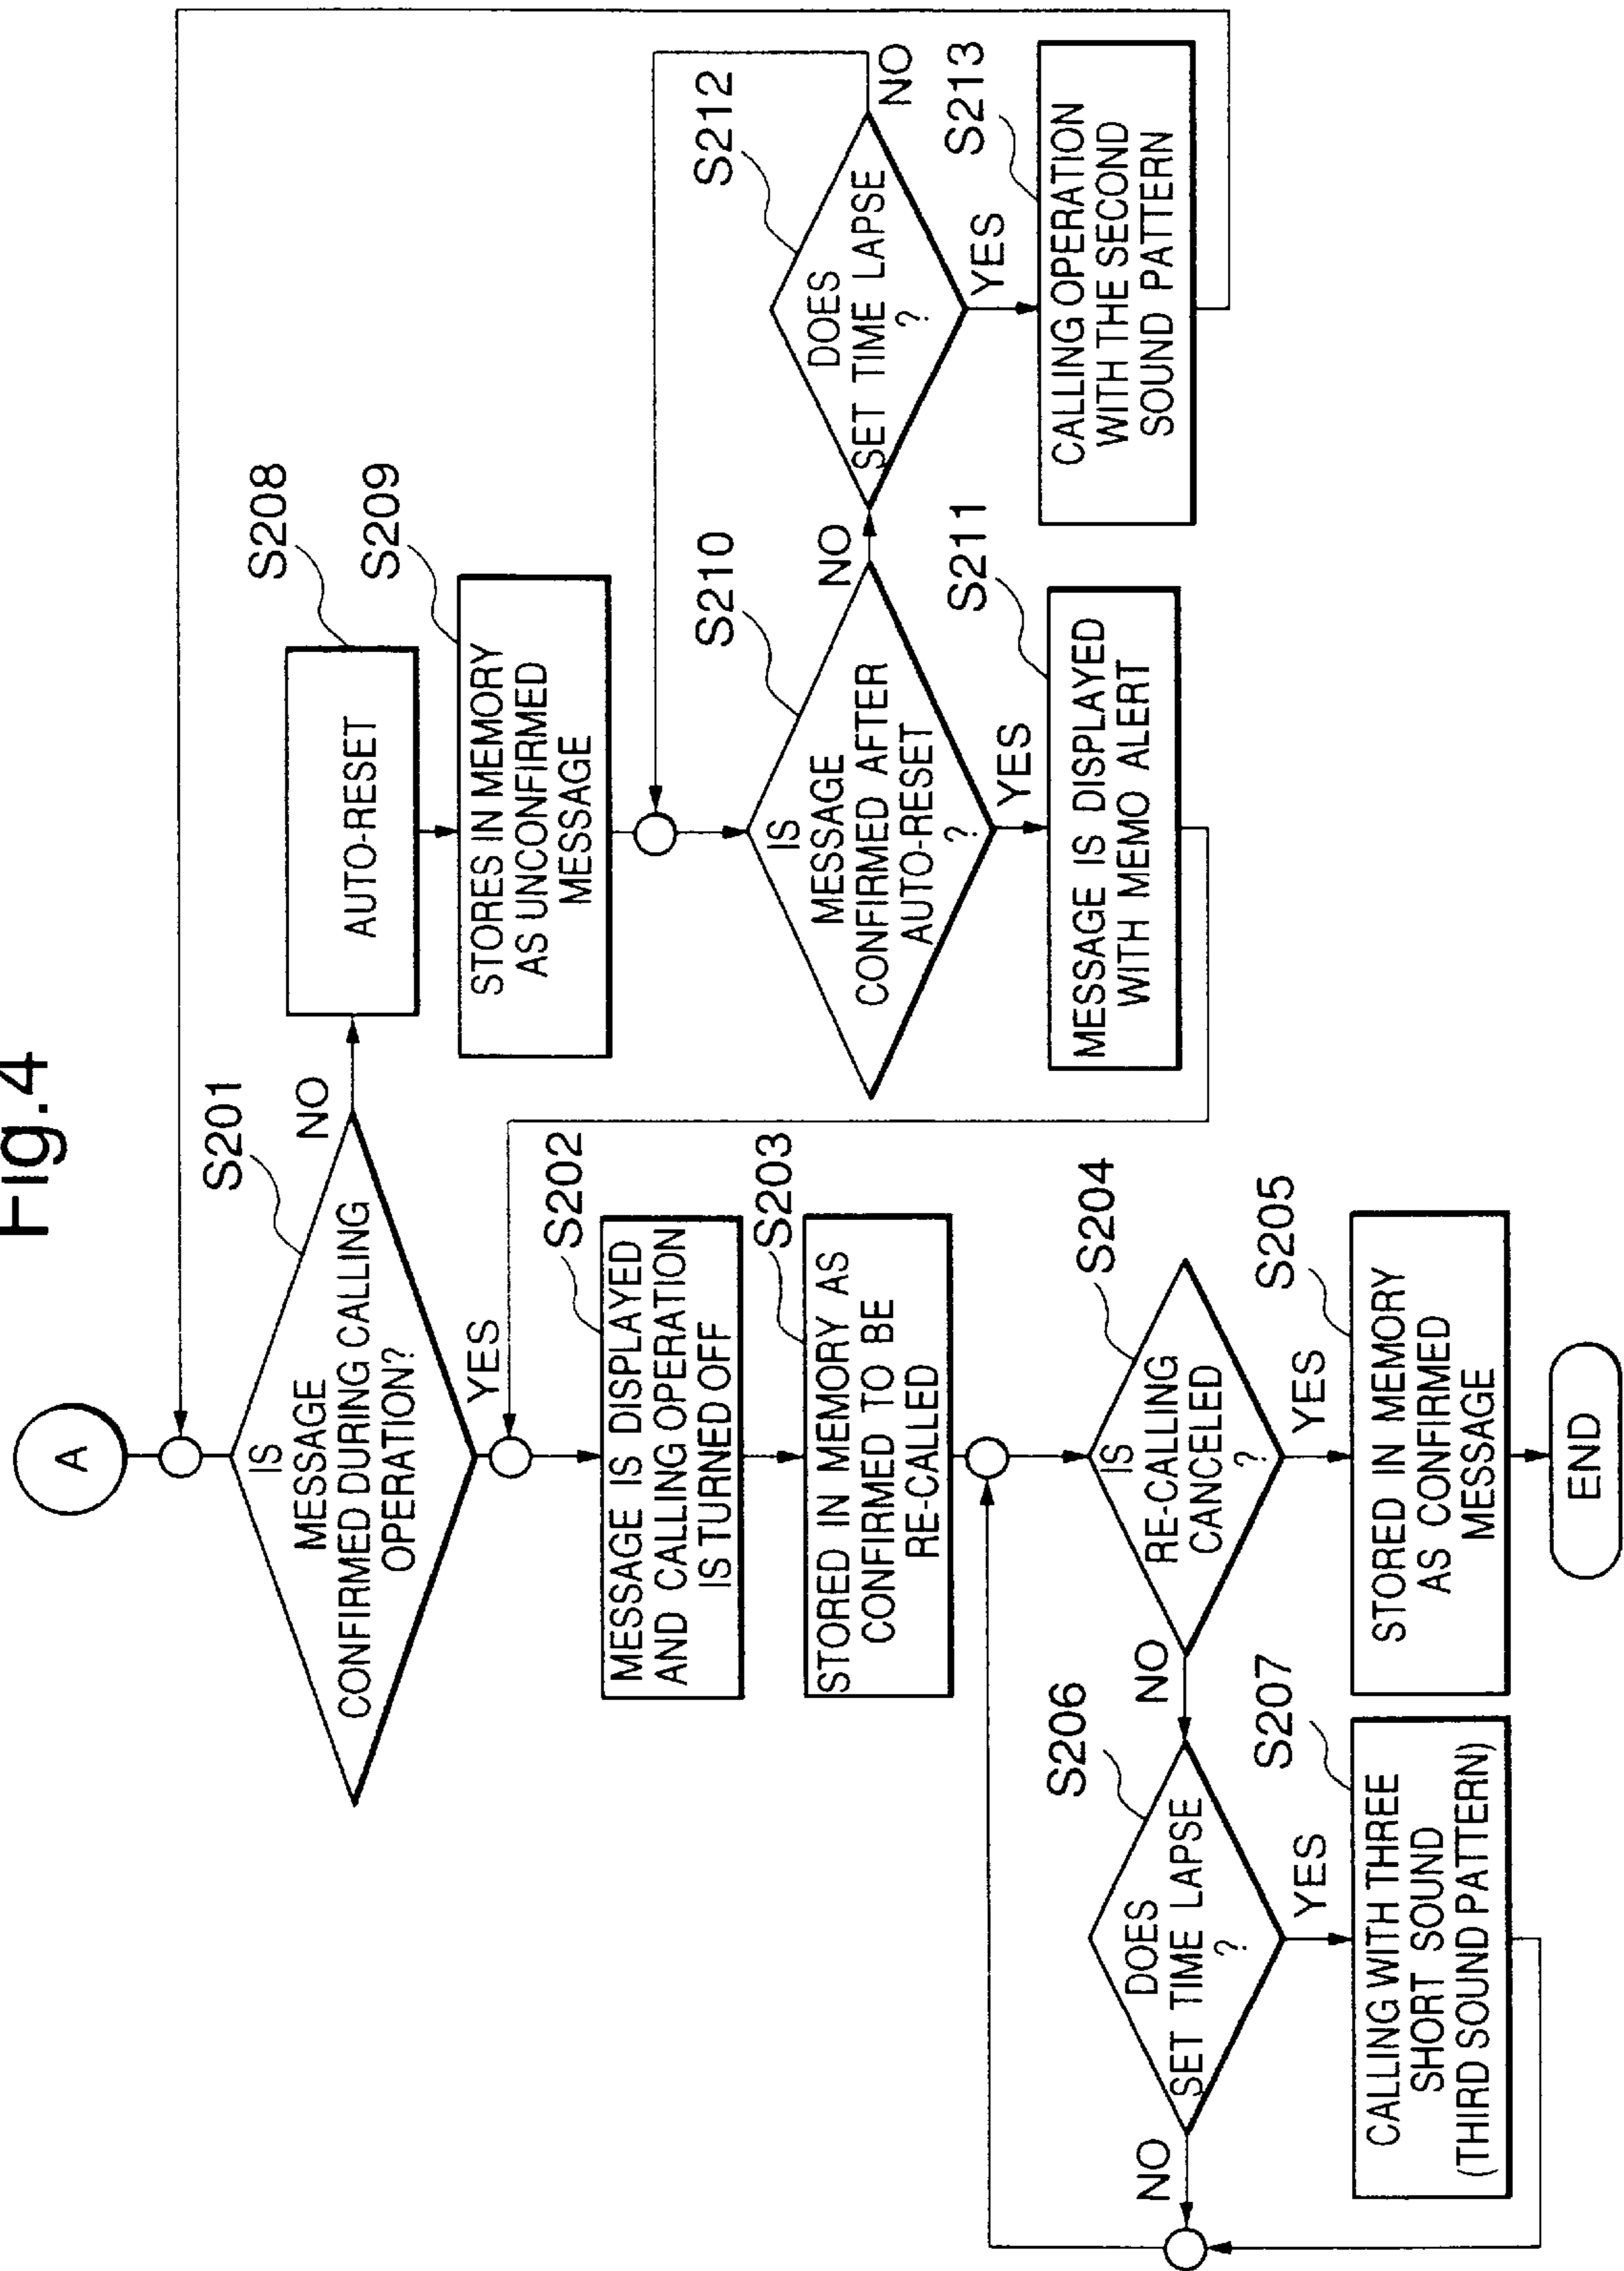 Fig.4
A
S201
IS
MESSAGE
CONFIRMED DURING CALLING
OPERATION?
NO
YES
S202
MESSAGE IS DISPLAYED
AND CALLING OPERATION
IS TURNED OFF
S203
STORED IN MEMORY AS
CONFIRMED TO BE
RE-CALLED
S204
IS
RE-CALLING
CANCELED
?
NO
YES
S205
STORED IN MEMORY
AS CONFIRMED
MESSAGE
END
S206
DOES
SET TIME LAPSE
?
NO
YES
S207
CALLING WITH THREE
SHORT SOUND
(THIRD SOUND PATTERN)
S208
AUTO-RESET
S209
STORES IN MEMORY
AS UNCONFIRMED
MESSAGE
S210
IS
MESSAGE
CONFIRMED AFTER
AUTO-RESET
?
NO
YES
S211
MESSAGE IS DISPLAYED
WITH MEMO ALERT
S212
DOES
SET TIME LAPSE
?
NO
YES
S213
CALLING OPERATION
WITH THE SECOND
SOUND PATTERN